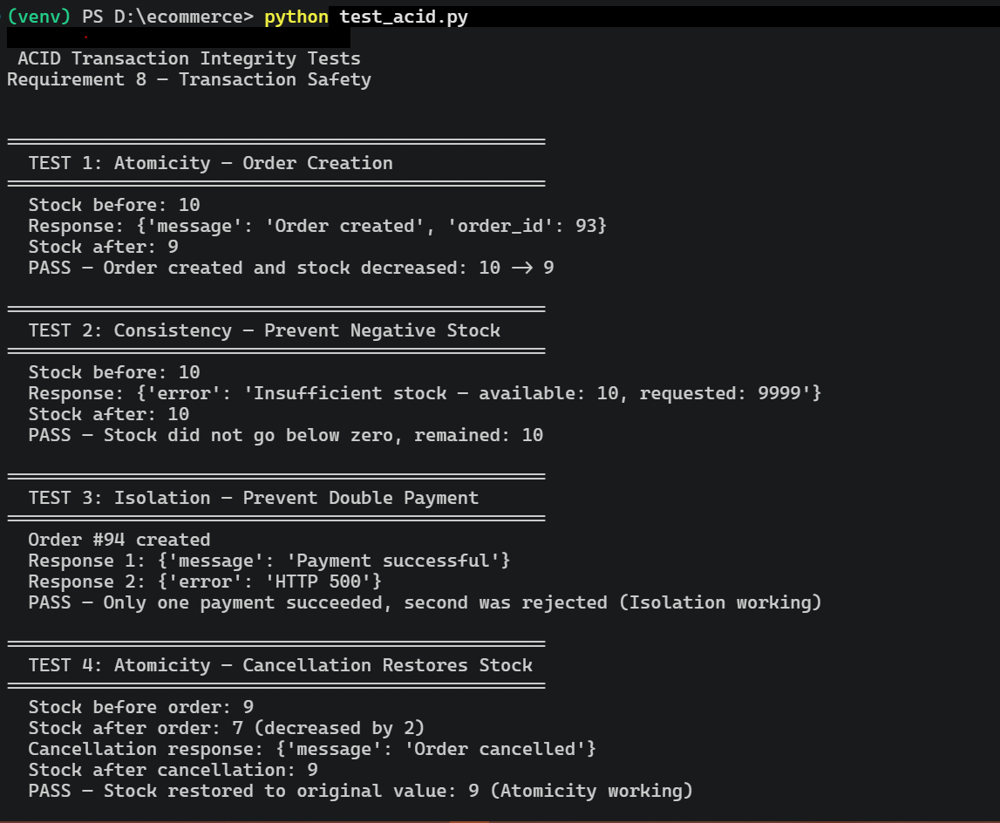 (venv) PS D:\ecommerce> python test_acid.py
ACID Transaction Integrity Tests
Requirement 8 — Transaction Safety
TEST 1: Atomicity — Order Creation
Stock before: 10
Response: {'message': 'Order created', 'order_id': 93}
Stock after: 9
PASS — Order created and stock decreased: 10 → 9
TEST 2: Consistency — Prevent Negative Stock
Stock before: 10
Response: {'error': 'Insufficient stock — available: 10, requested: 9999'}
Stock after: 10
PASS — Stock did not go below zero, remained: 10
TEST 3: Isolation — Prevent Double Payment
Order #94 created
Response 1: {'message': 'Payment successful'}
Response 2: {'error': 'HTTP 500'}
PASS — Only one payment succeeded, second was rejected (Isolation working)
TEST 4: Atomicity — Cancellation Restores Stock
Stock before order: 9
Stock after order: 7 (decreased by 2)
Cancellation response: {'message': 'Order cancelled'}
Stock after cancellation: 9
PASS — Stock restored to original value: 9 (Atomicity working)